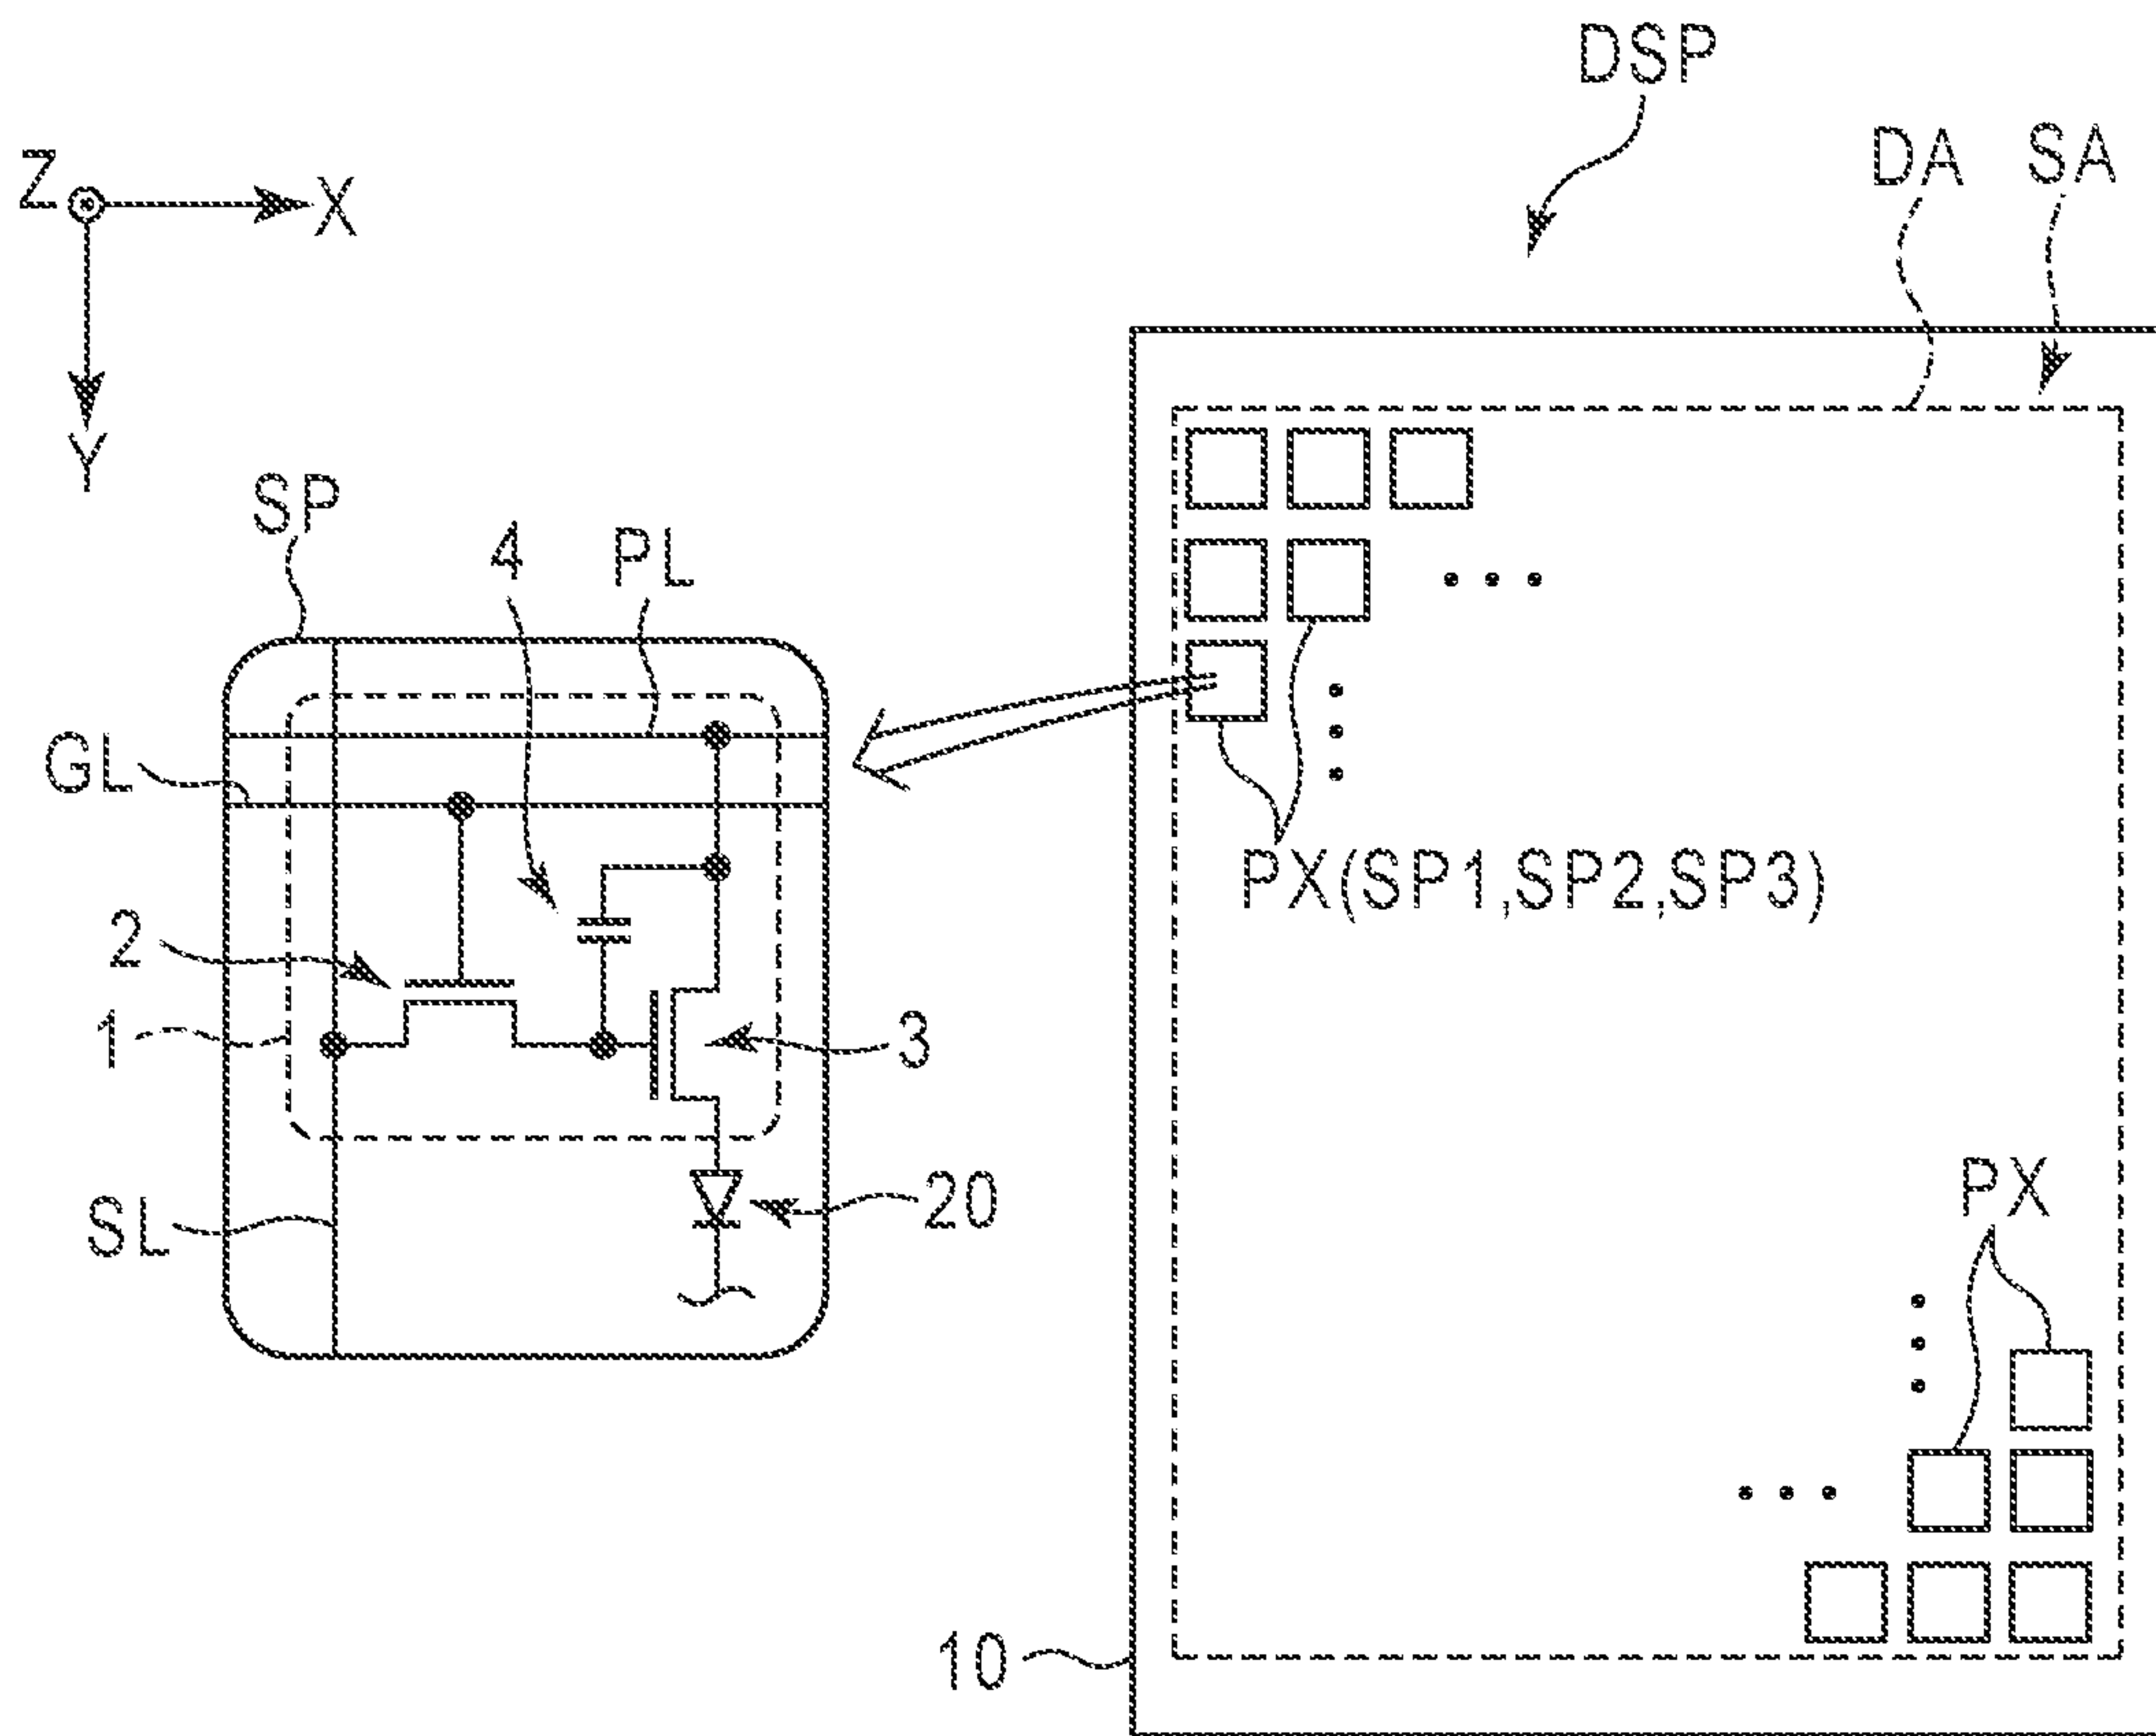 DSP
DA
SA
Z
X
Y
SP
4
PL
GL
PX(SP1,SP2,SP3)
2
1
3
PX
20
SL
10